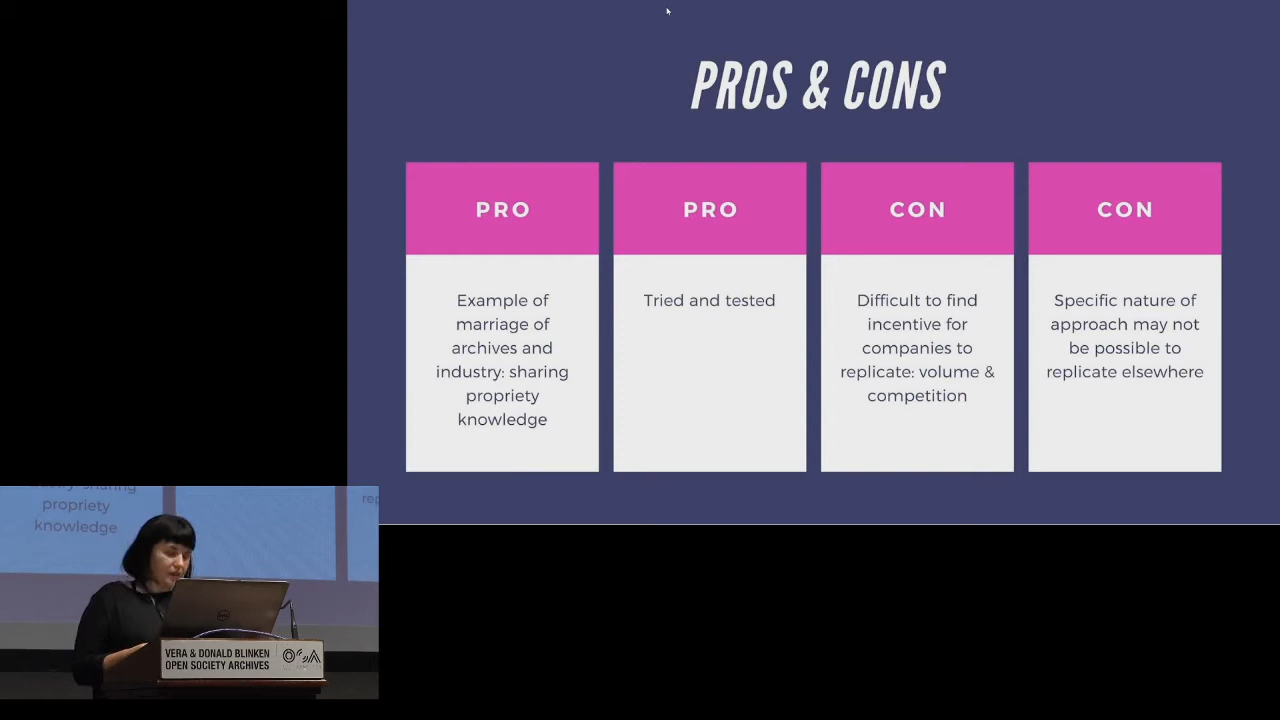 PROS & CONS
PRO
Example of
marriage of
archives and
industry: sharing
propriety
knowledge
PRO
Tried and tested
CON
Difficult to find
incentive for
companies to
replicate: volume &
competition
CON
Specific nature of
approach may not
be possible to
replicate elsewhere
sharing
propriety
knowledge
VERA & DONALD BLINKEN
OPEN SOCIETY ARCHIVES